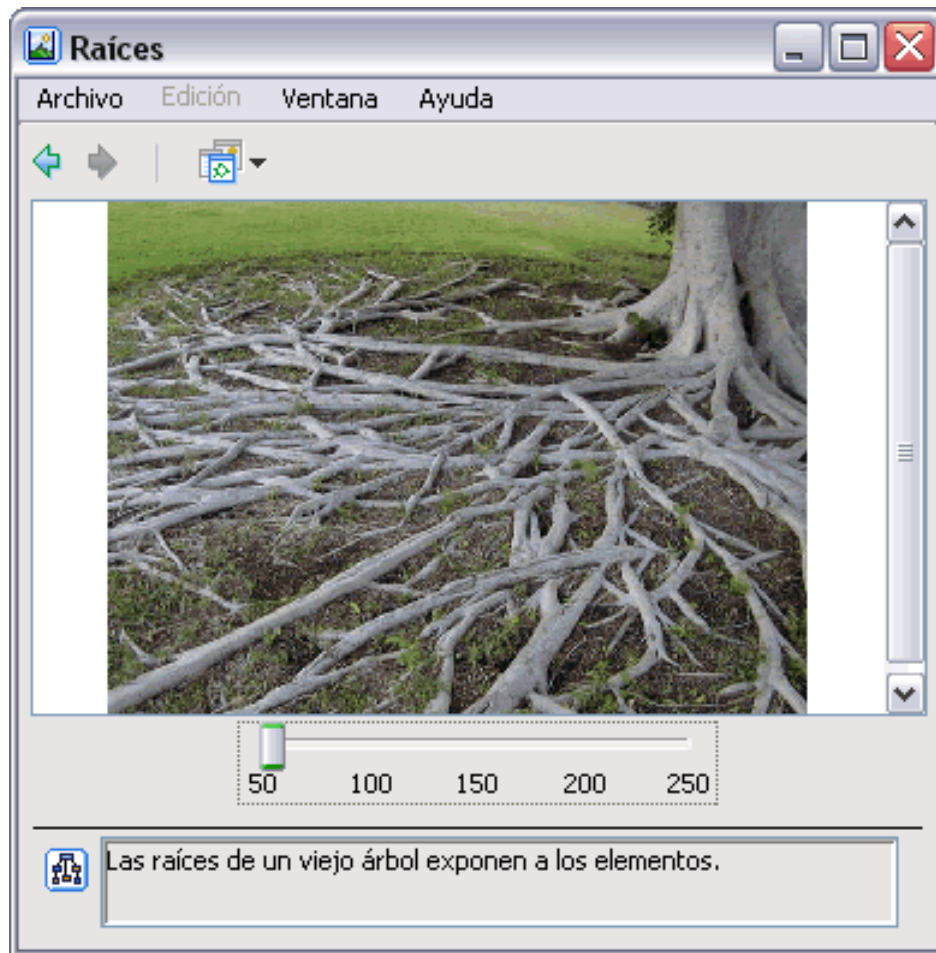 Raíces
Archivo Edición Ventana Ayuda
50 100 150 200 250
Las raíces de un viejo árbol exponen a los elementos.